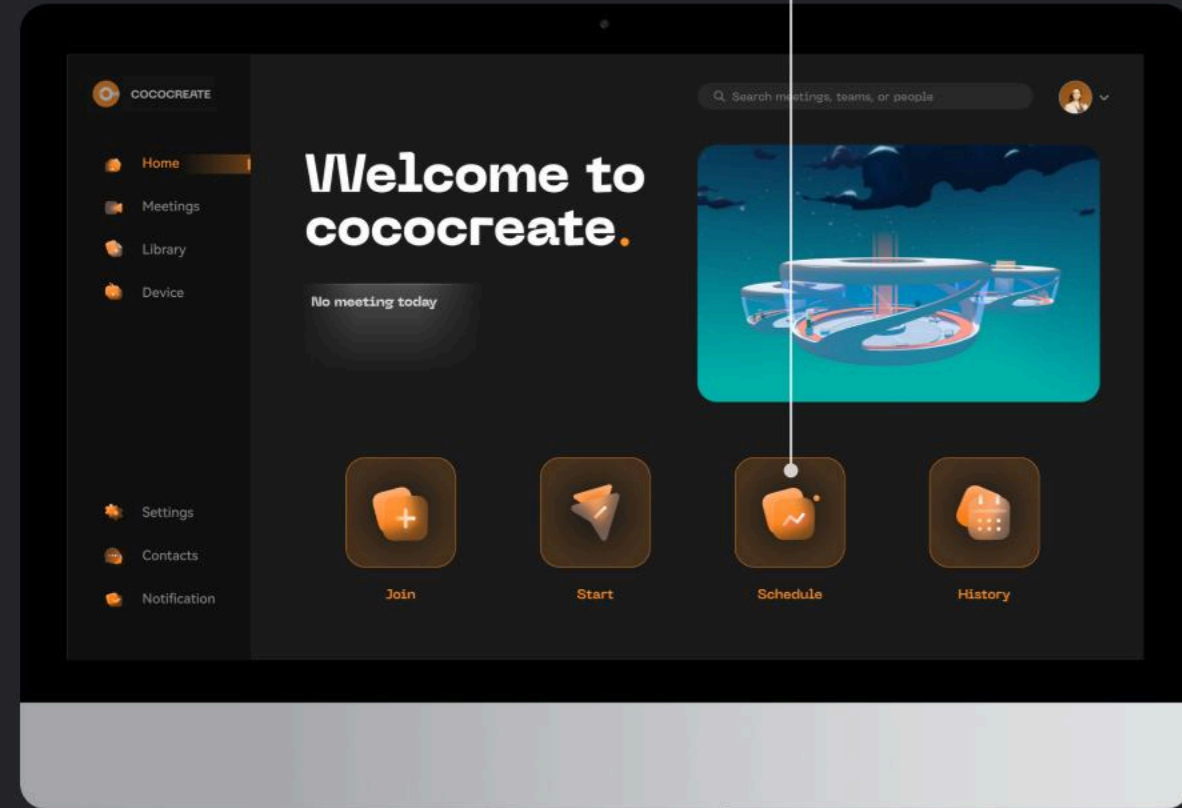 COCOCREATE
Search meetings, teams, or people
Home
Meetings
Library
Device
Welcome to
cococreate.
No meeting today
Settings
Contacts
Notification
Join
Start
Schedule
History